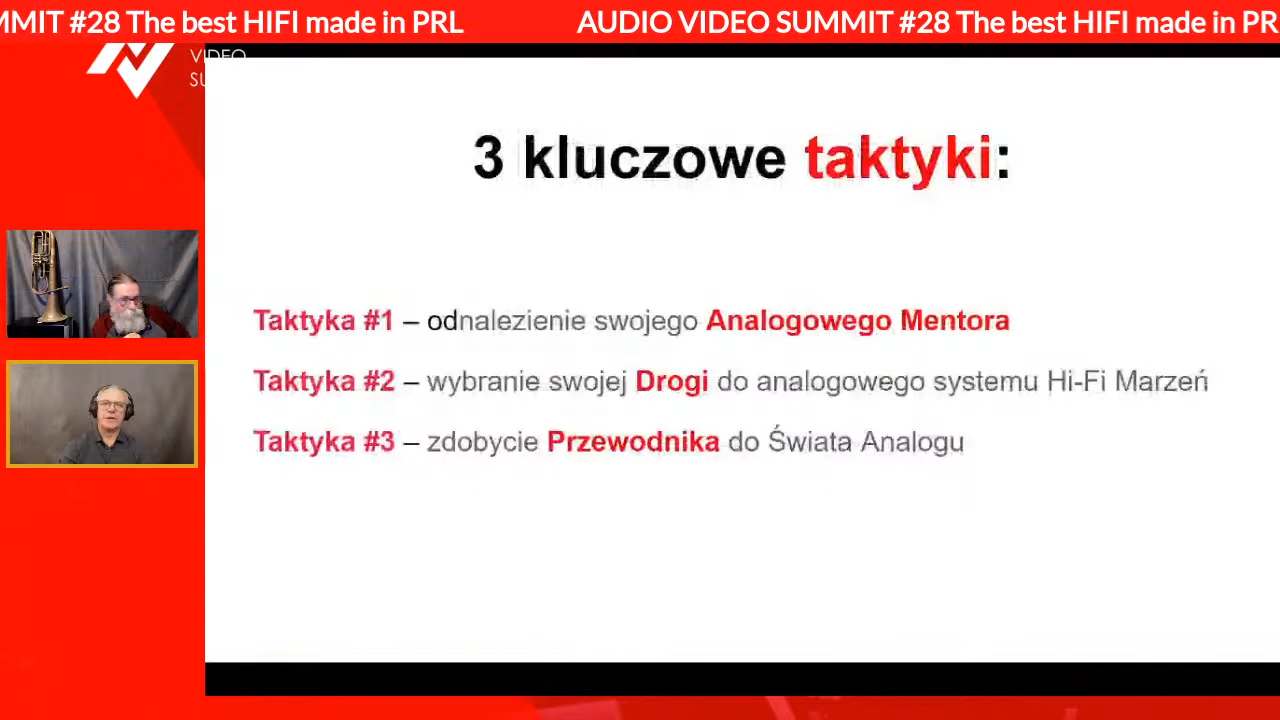 MMIT #28 The best HIFI made in PRL AUDIO VIDEO SUMMIT #28 The best HIFI made in PR
VIDEO
SU
3 kluczowe taktyki:
Taktyka #1 – odnalezienie swojego Analogowego Mentora
Taktyka #2 – wybranie swojej Drogi do analogowego systemu Hi-Fi Marzeń
Taktyka #3 – zdobycie Przewodnika do Świata Analogu